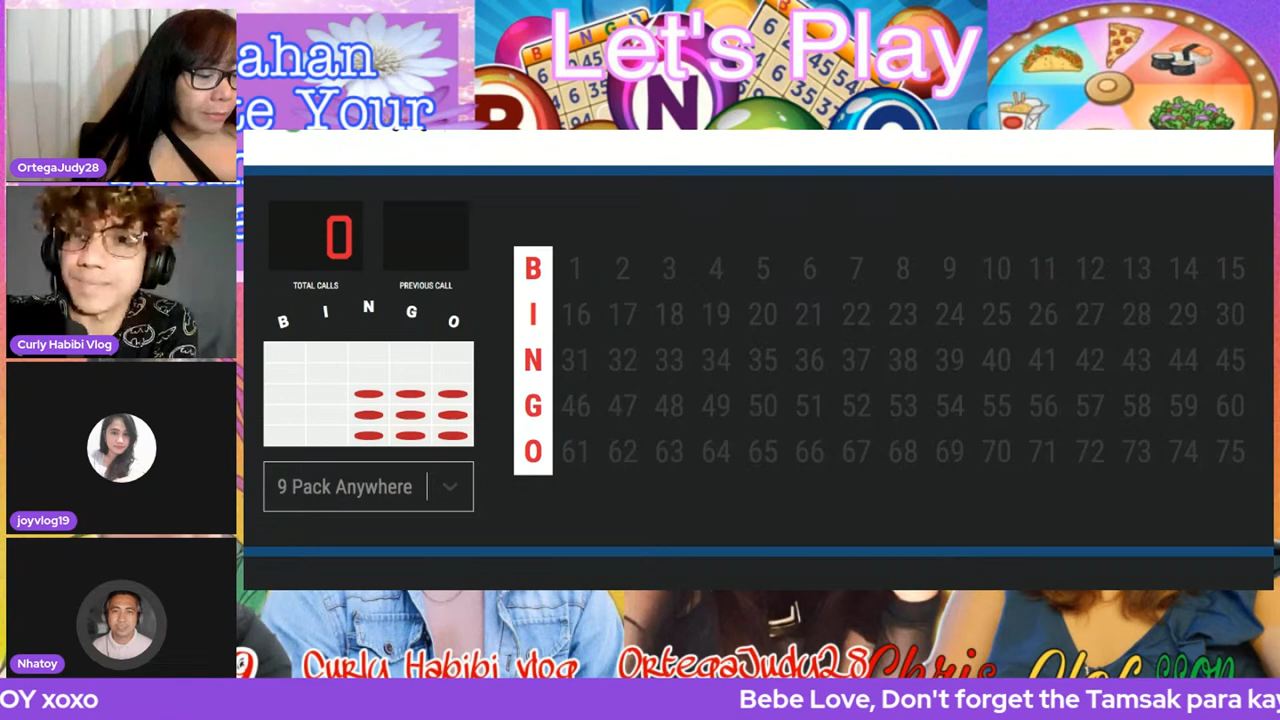 ahan
te Your
Let's Play
B I N G
N
OrtegaJudy28
Curly Habibi Vlog
joyvlog19
Nhatoy
0
TOTAL CALLS
PREVIOUS CALL
B I N G O
9 Pack Anywhere
B 1 2 3 4 5 6 7 8 9 10 11 12 13 14 15
I 16 17 18 19 20 21 22 23 24 25 26 27 28 29 30
N 31 32 33 34 35 36 37 38 39 40 41 42 43 44 45
G 46 47 48 49 50 51 52 53 54 55 56 57 58 59 60
O 61 62 63 64 65 66 67 68 69 70 71 72 73 74 75
9 Curly Habibi vlog OrtegaJudy28 Chris
OY xoxo
Bebe Love, Don't forget the Tamsak para kay